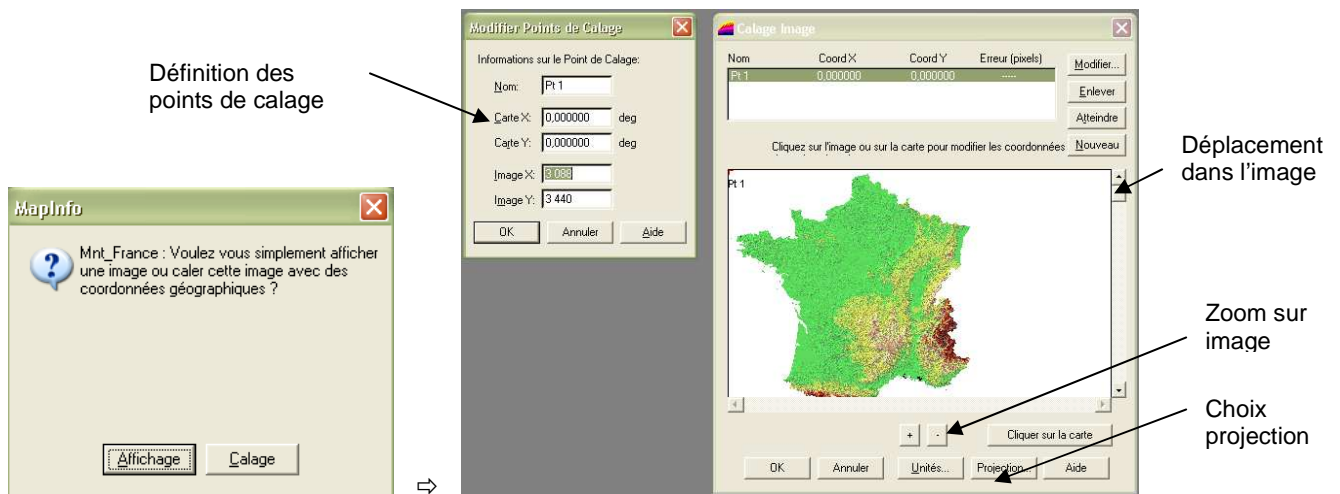 Définition des
points de calage
MapInfo
Mnt_France : Voulez vous simplement afficher
une image ou caler cette image avec des
coordonnées géographiques ?
Affichage
Calage
⇨
Modifier Points de Calage
Informations sur le Point de Calage:
Nom: Pt 1
Carte X: 0,000000 deg
Carte Y: 0,000000 deg
Image X: 3 088
Image Y: 3 440
OK Annuler Aide
Calage Image
Nom Coord X Coord Y Erreur (pixels)
Pt 1 0,000000 0,000000 -----
Modifier...
Enlever
Atteindre
Nouveau
Cliquez sur l'image ou sur la carte pour modifier les coordonnées
Pt 1
+ -
Cliquer sur la carte
OK Annuler Unités... Projection... Aide
Déplacement
dans l'image
Zoom sur
image
Choix
projection